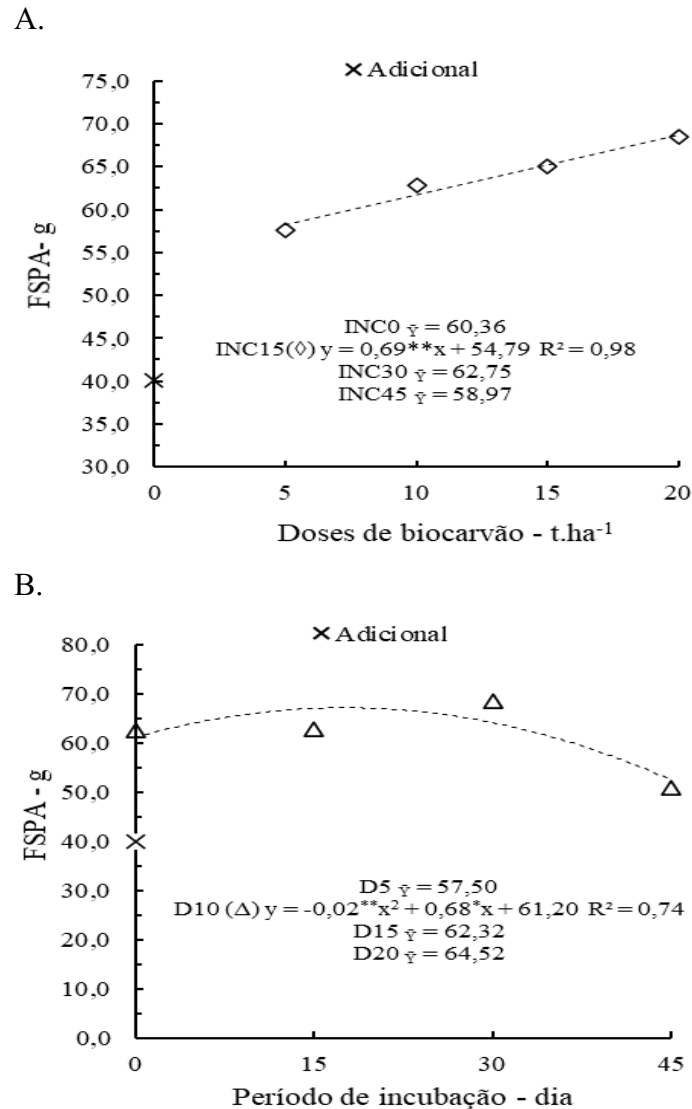 A.
×Adicional
75,0
70,0
65,0
60,0
55,0
50,0
45,0
40,0
35,0
30,0
FSPA- g
INC0 ȳ = 60,36
INC15(◊) y = 0,69**x + 54,79 R² = 0,98
INC30 ȳ = 62,75
INC45 ȳ = 58,97
0 5 10 15 20
Doses de biocarvão - t.ha⁻¹
B.
×Adicional
80,0
70,0
60,0
50,0
40,0
30,0
20,0
10,0
0,0
FSPA - g
D5 ȳ = 57,50
D10 (Δ) y = -0,02**x² + 0,68*x + 61,20 R² = 0,74
D15 ȳ = 62,32
D20 ȳ = 64,52
0 15 30 45
Período de incubação - dia